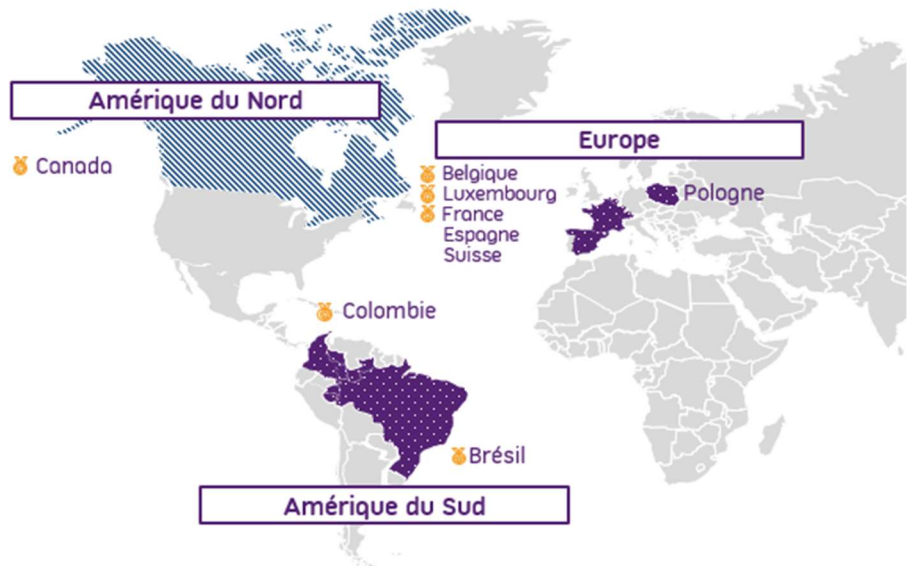 Amérique du Nord
Canada
Europe
Belgique
Luxembourg
France
Espagne
Suisse
Pologne
Colombie
Brésil
Amérique du Sud